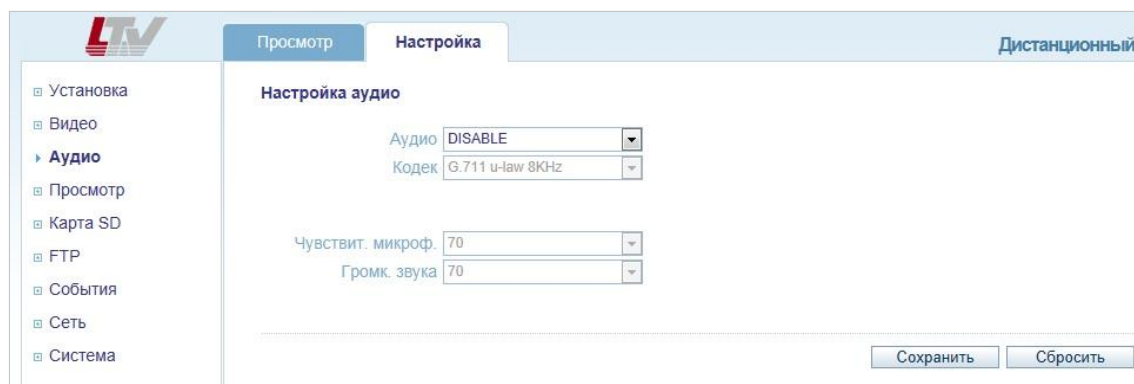 LTV
Просмотр
Настройка
Дистанционный
Установка
Видео
Аудио
Просмотр
Карта SD
FTP
События
Сеть
Система
Настройка аудио
Аудио DISABLE
Кодек G.711 u-law 8KHz
Чувствит. микроф. 70
Громк. звука 70
Сохранить
Сбросить